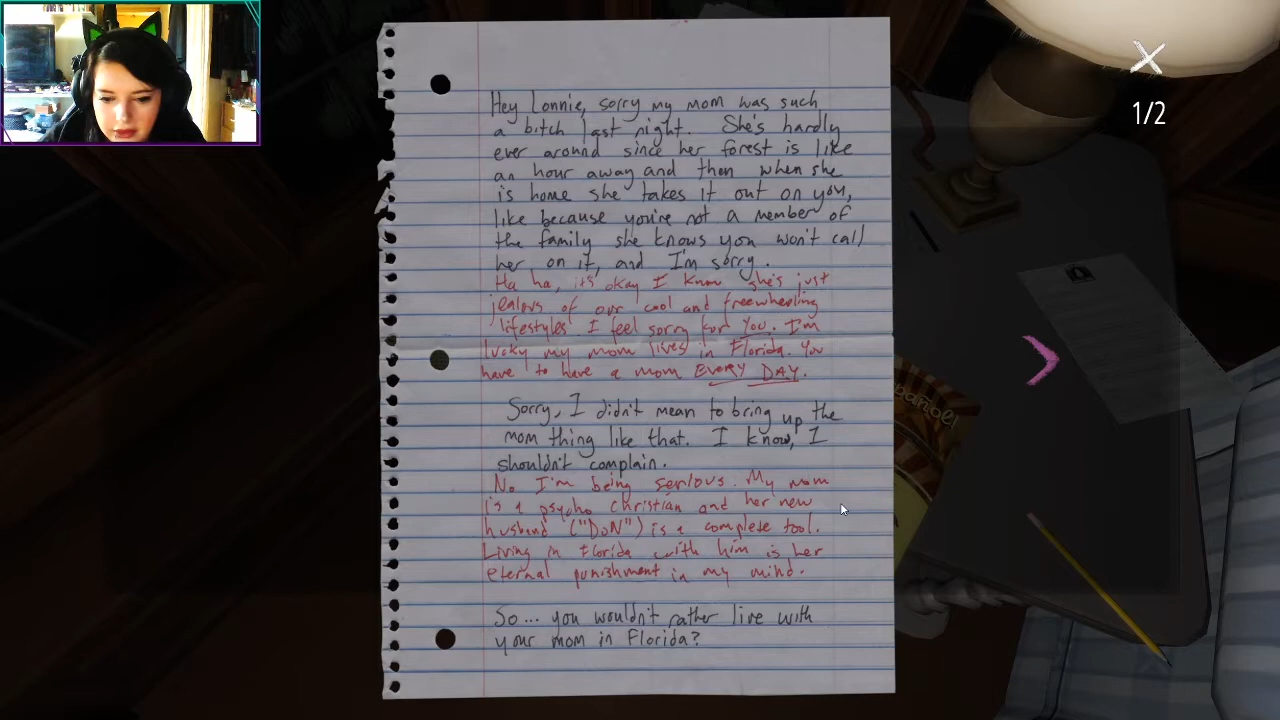 Hey Lonnie, sorry my mom was such
a bitch last night. She's hardly
ever around since her forest is like
an hour away and then when she
is home she takes it out on you,
like because you're not a member of
the family she knows you won't call
her on it, and I'm sorry.
Ha ha, it's okay I know she's just
jealous of our cool and freewheeling
lifestyles I feel sorry for You. I'm
lucky my mom lives in Florida. You
have to have a mom EVERY DAY.
Sorry, I didn't mean to bring up the
mom thing like that. I know, I
shouldn't complain.
No I'm being serious. My mom
is a psycho christian and her new
husband ("DON") is a complete tool.
Living in Florida with him is her
eternal punishment in my mind.
So... you wouldn't rather live with
your mom in Florida?
1/2
pañol!